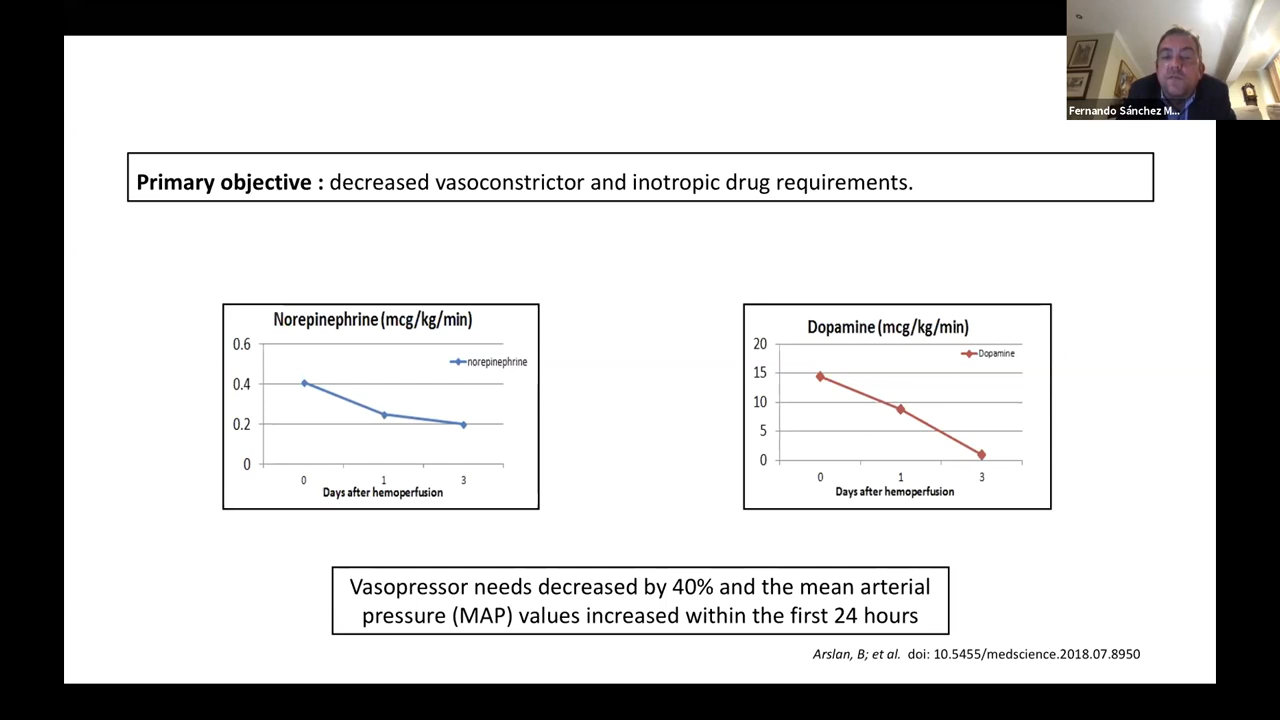 Fernando Sánchez M...
Primary objective : decreased vasoconstrictor and inotropic drug requirements.
Norepinephrine (mcg/kg/min)
0.6
norepinephrine
0.4
0.2
0
0 1 3
Days after hemoperfusion
Dopamine (mcg/kg/min)
20
Dopamine
15
10
5
0
0 1 3
Days after hemoperfusion
Vasopressor needs decreased by 40% and the mean arterial
pressure (MAP) values increased within the first 24 hours
Arslan, B; et al. doi: 10.5455/medscience.2018.07.8950